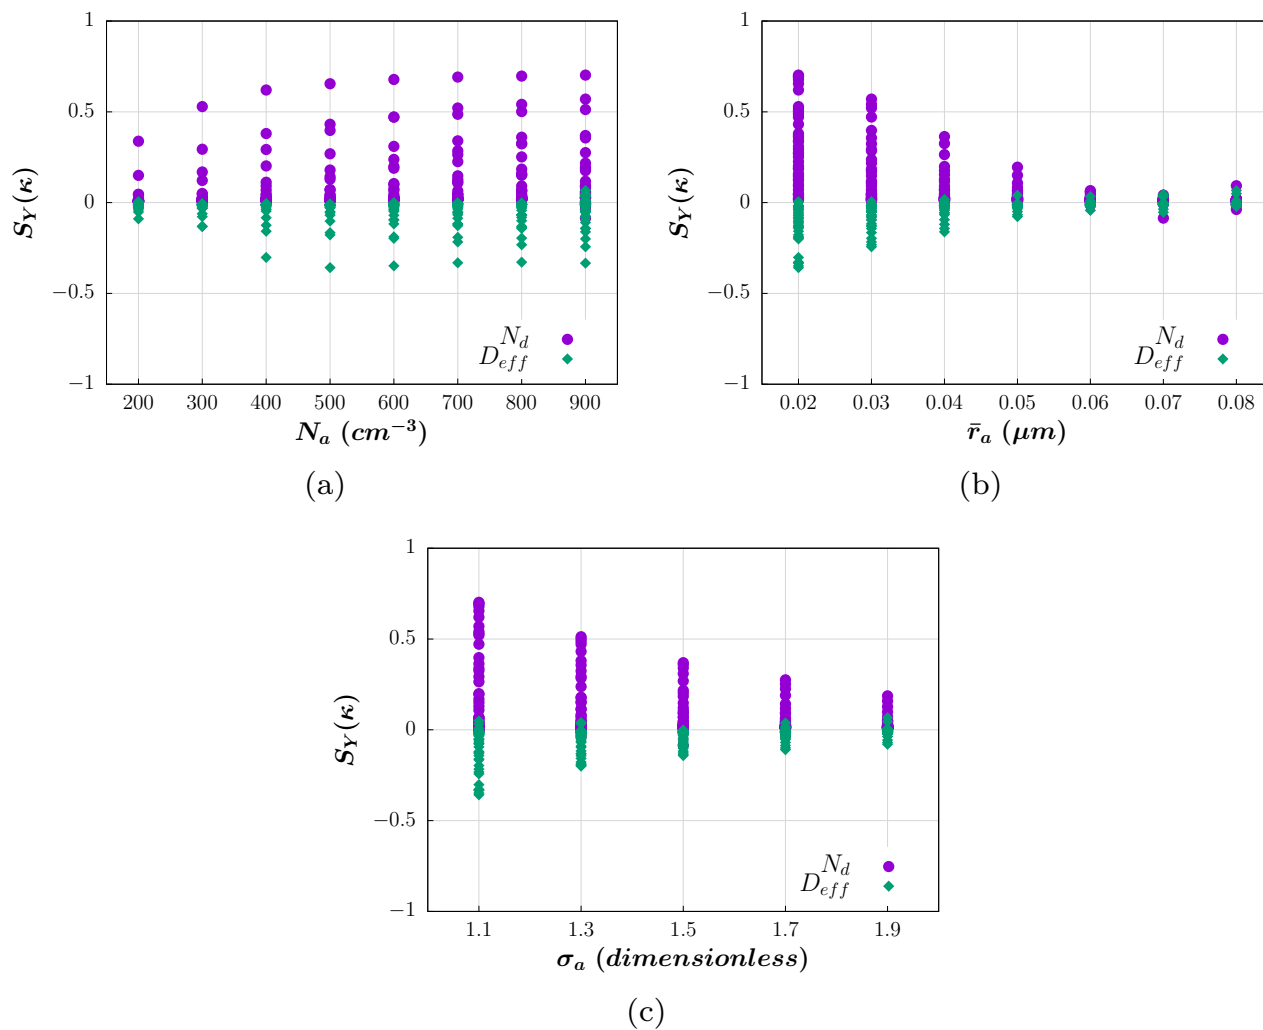 1
0.5
0
−0.5
−1
S_Y(κ)
N_d
D_eff
200 300 400 500 600 700 800 900
N_a (cm⁻³)
(a)
1
0.5
0
−0.5
−1
S_Y(κ)
N_d
D_eff
0.02 0.03 0.04 0.05 0.06 0.07 0.08
r̄_a (μm)
(b)
1
0.5
0
−0.5
−1
S_Y(κ)
N_d
D_eff
1.1 1.3 1.5 1.7 1.9
σ_a (dimensionless)
(c)